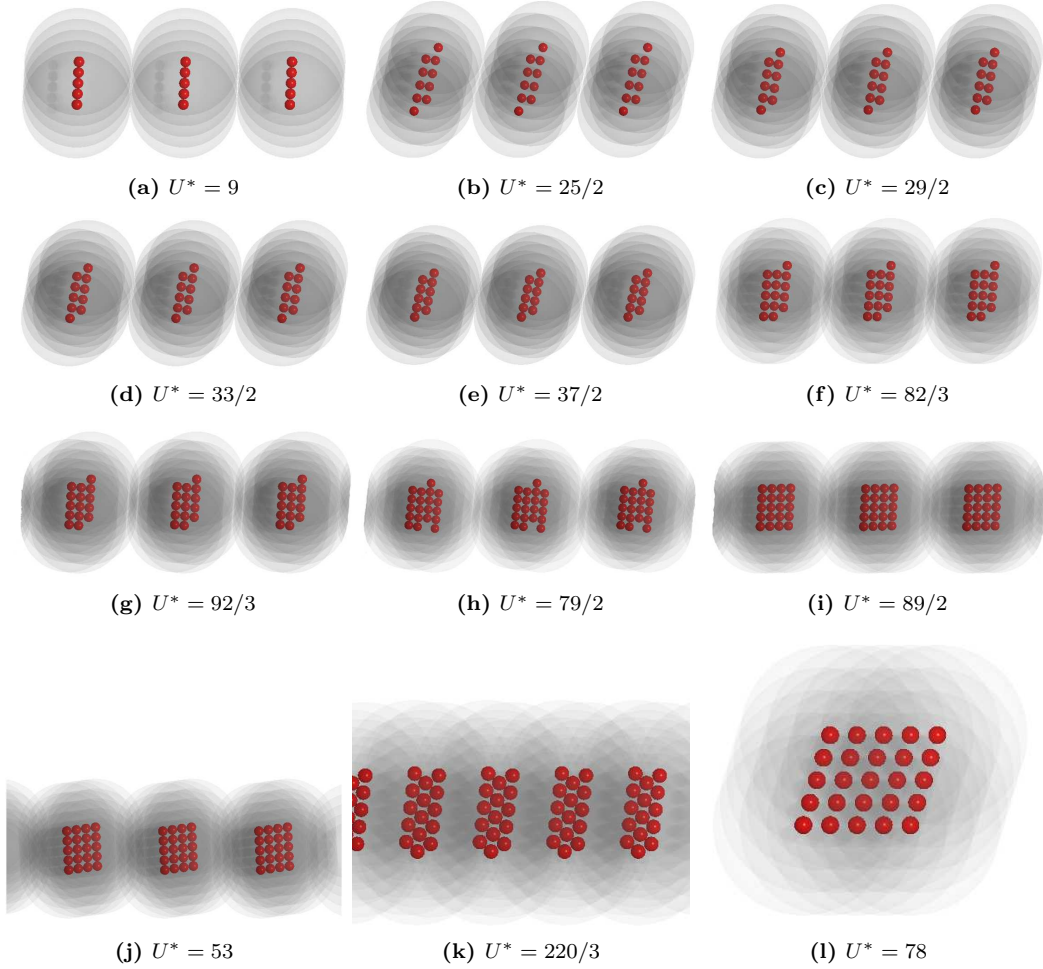 (a) U* = 9
(b) U* = 25/2
(c) U* = 29/2
(d) U* = 33/2
(e) U* = 37/2
(f) U* = 82/3
(g) U* = 92/3
(h) U* = 79/2
(i) U* = 89/2
(j) U* = 53
(k) U* = 220/3
(l) U* = 78